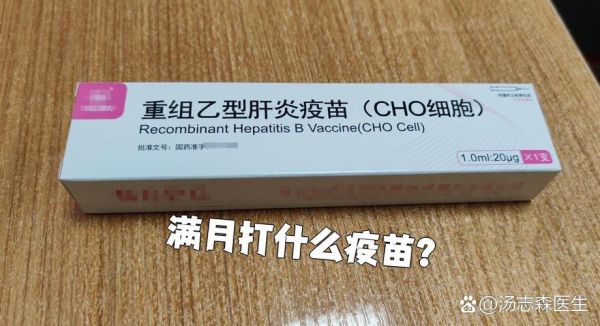 重组乙型肝炎疫苗（CHO细胞）
Recombinant Hepatitis B Vaccine(CHO Cell)
批准文号：国药准字
1.0ml:20μg ×1支
满月打什么疫苗？
@汤志森医生